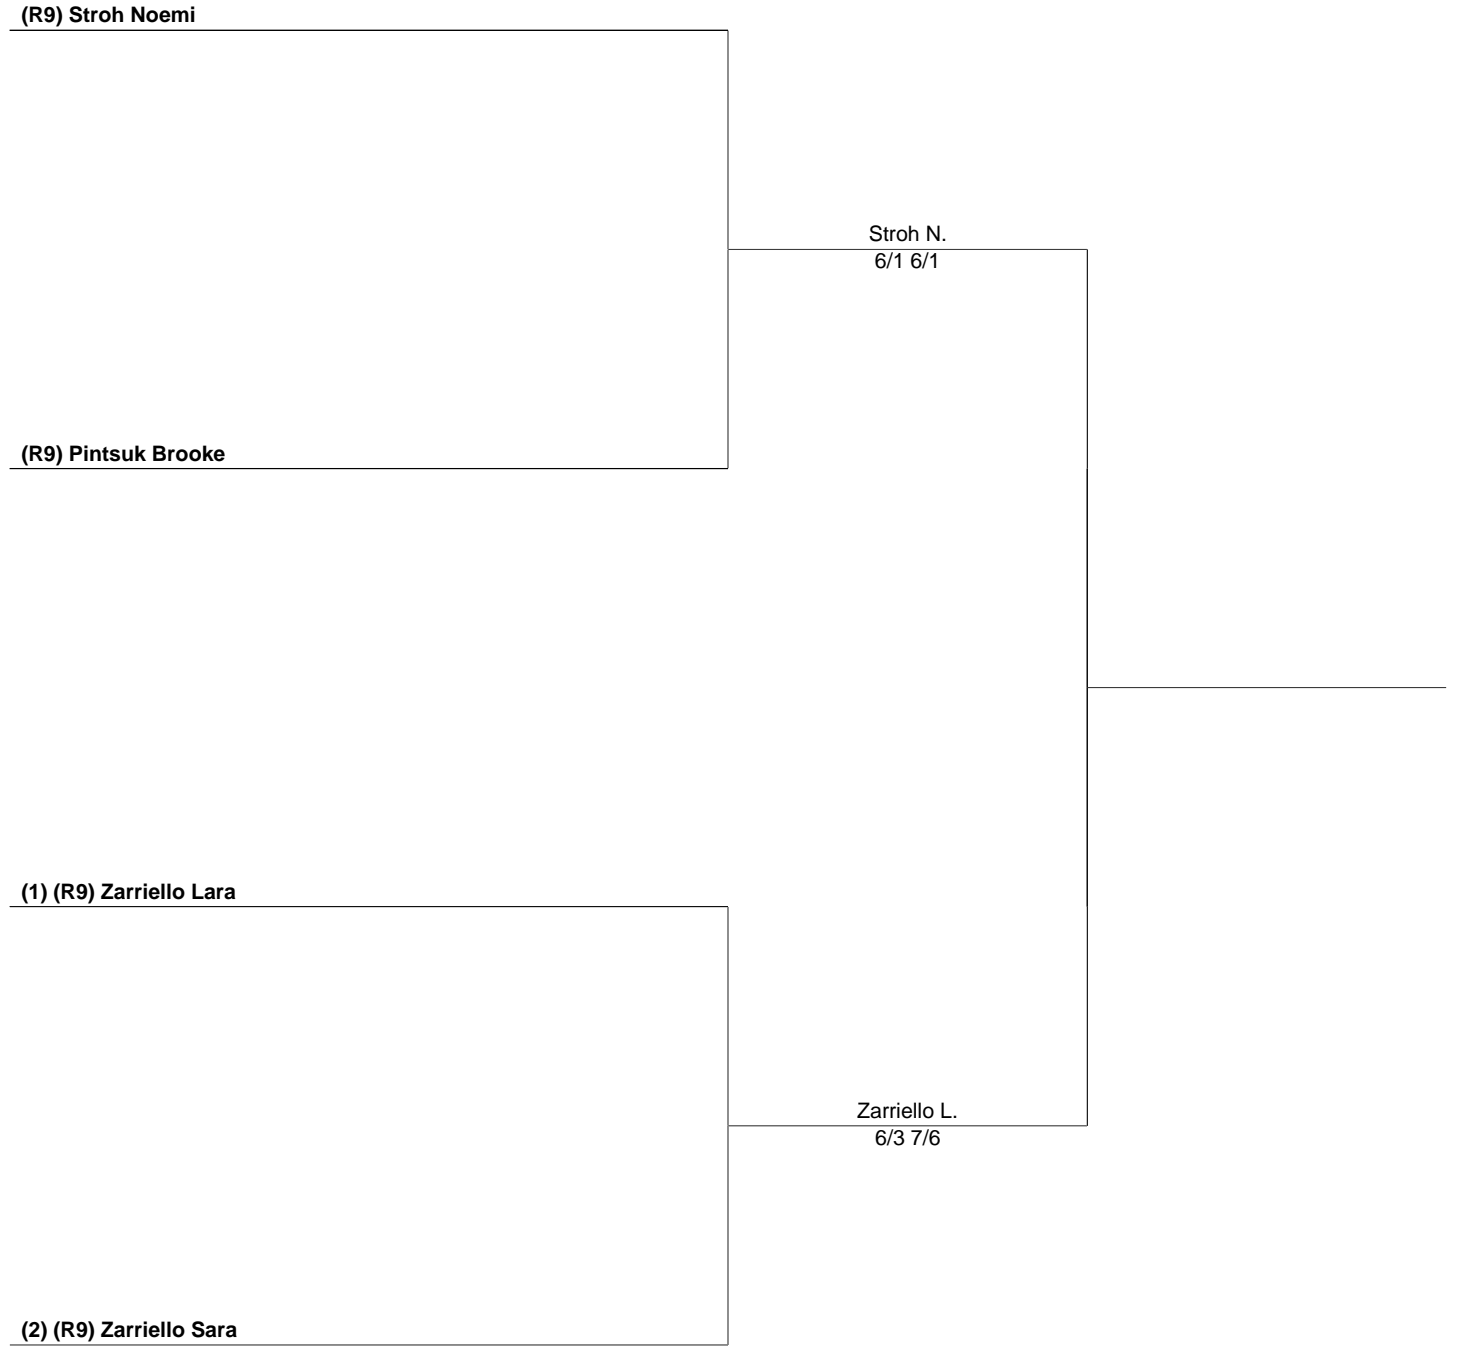 (R9) Stroh Noemi
Stroh N.
6/1 6/1
(R9) Pintsuk Brooke
(1) (R9) Zarriello Lara
Zarriello L.
6/3 7/6
(2) (R9) Zarriello Sara